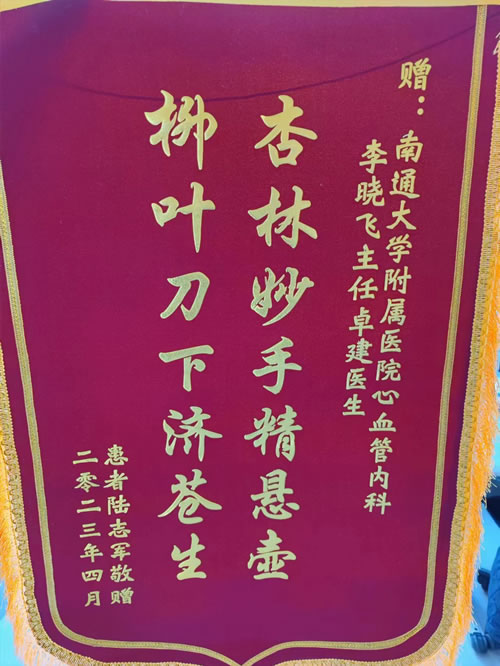 赠：南通大学附属医院心血管内科
李晓飞主任卓建医生
杏林妙手精悬壶
柳叶刀下济苍生
患者陆志军敬赠
二零二三年四月